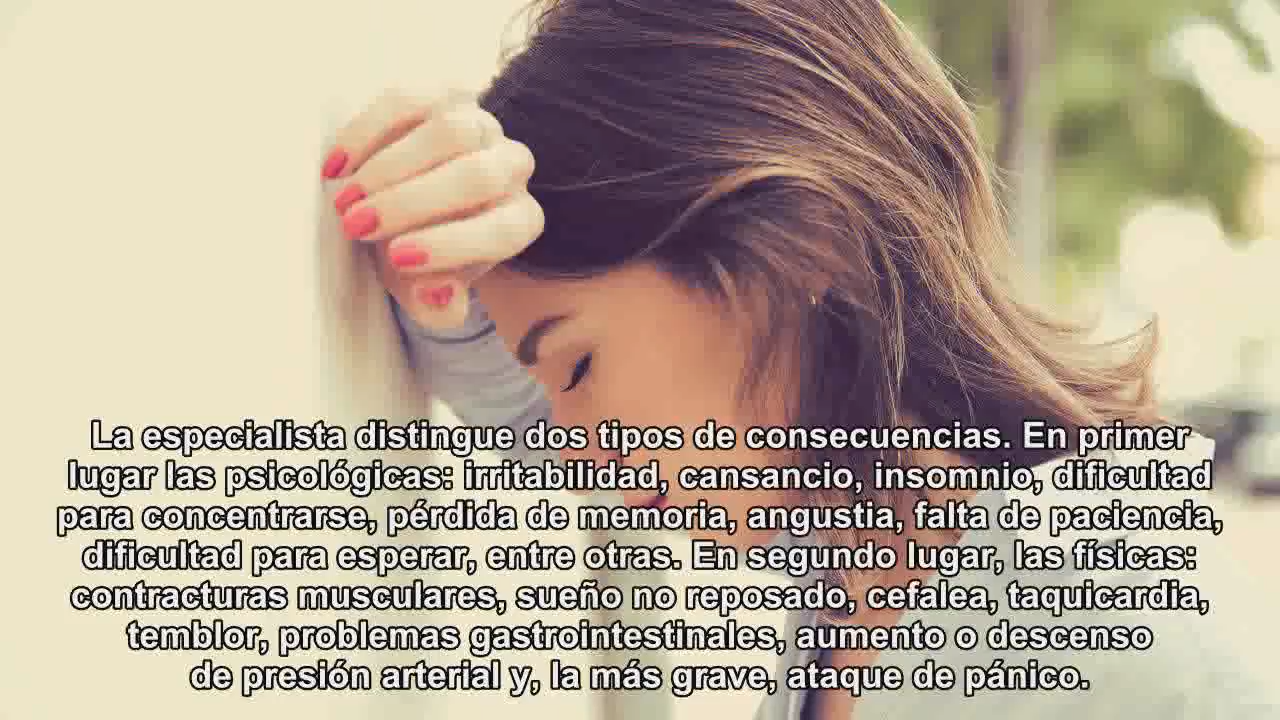 La especialista distingue dos tipos de consecuencias. En primer
lugar las psicológicas: irritabilidad, cansancio, insomnio, dificultad
para concentrarse, pérdida de memoria, angustia, falta de paciencia,
dificultad para esperar, entre otras. En segundo lugar, las físicas:
contracturas musculares, sueño no reposado, cefalea, taquicardia,
temblor, problemas gastrointestinales, aumento o descenso
de presión arterial y, la más grave, ataque de pánico.